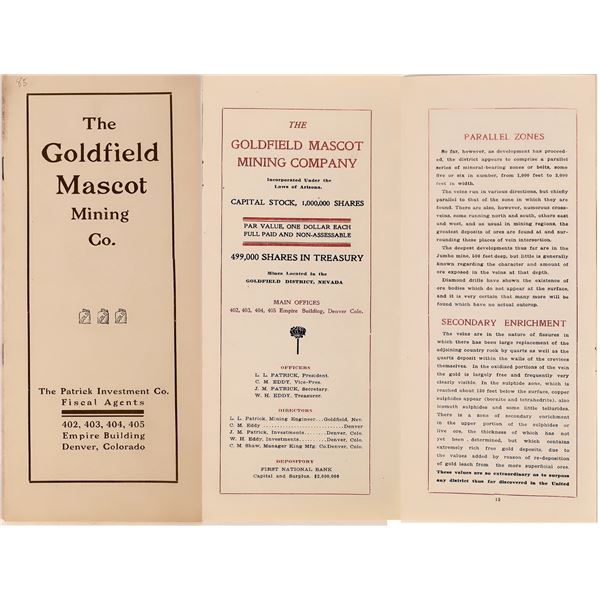 85
The
Goldfield
Mascot
Mining
Co.
The Patrick Investment Co.
Fiscal Agents
402, 403, 404, 405
Empire Building
Denver, Colorado
THE
GOLDFIELD MASCOT
MINING COMPANY
Incorporated Under the
Laws of Arizona.
CAPITAL STOCK, 1,000,000 SHARES
PAR VALUE, ONE DOLLAR EACH
FULL PAID AND NON-ASSESSABLE
499,000 SHARES IN TREASURY
Mines Located in the
GOLDFIELD DISTRICT, NEVADA
MAIN OFFICES
402, 403, 404, 405 Empire Building, Denver Colo.
OFFICERS
L. L. PATRICK, President.
C. M. EDDY, Vice-Pres.
J. M. PATRICK, Secretary.
W. H. EDDY, Treasurer.
DIRECTORS
L. L. Patrick, Mining Engineer...Goldfield, Nev.
C. M. Eddy..............................Denver
J. M. Patrick, Investments.......Denver, Colo.
W. H. Eddy, Investments.........Denver, Colo.
C. M. Shaw, Manager King Mfg. Co.Denver, Colo.
DEPOSITORY
FIRST NATIONAL BANK
Capital and Surplus. $2,000,000
PARALLEL ZONES
So far, however, as development has proceed-
ed, the district appears to comprise a parallel
series of mineral-bearing zones or belts, some
five or six in number, from 1,000 feet to 2,000
feet in width.
The veins run in various directions, but chiefly
parallel to that of the zone in which they are
found. There are also, however, numerous cross-
veins, some running north and south, others east
and west, and as usual in mining regions, the
greatest deposits of ores are found at and sur-
rounding these places of vein intersection.
The deepest developments thus far are in the
Jumbo mine, 500 feet deep, but little is generally
known regarding the character and amount of
ore exposed in the veins at that depth.
Diamond drills have shown the existence of
ore bodies which do not appear at the surface,
and it is very certain that many more will be
found which have no actual outcrop.
SECONDARY ENRICHMENT
The veins are in the nature of fissures in
which there has been large replacement of the
adjoining country rock by quartz as well as the
quartz deposit within the walls of the crevices
themselves. In the oxidized portions of the vein
the gold is largely free and frequently very
clearly visible. In the sulphide zone, which is
reached about 150 feet below the surface, copper
sulphides appear (bornite and tetrahedrite), also
bismuth sulphides and some little tellurides.
There is a zone of secondary enrichment
in the upper portion of the sulphides or
live ore, the thickness of which has not
yet been determined, but which contains
extremely rich free gold deposits, due to
the values added by reason of re-deposition
of gold leach from the more superficial ores.
These values are so extraordinary as to surpass
any district thus far discovered in the United
13